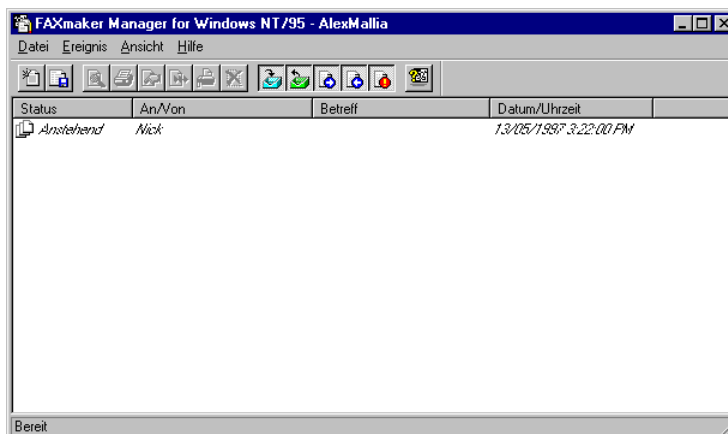 FAXmaker Manager for Windows NT/95 - AlexMallia
Datei Ereignis Ansicht Hilfe
Status An/Von Betreff Datum/Uhrzeit
Anstehend Nick 13/05/1997 3:22:00 PM
Bereit